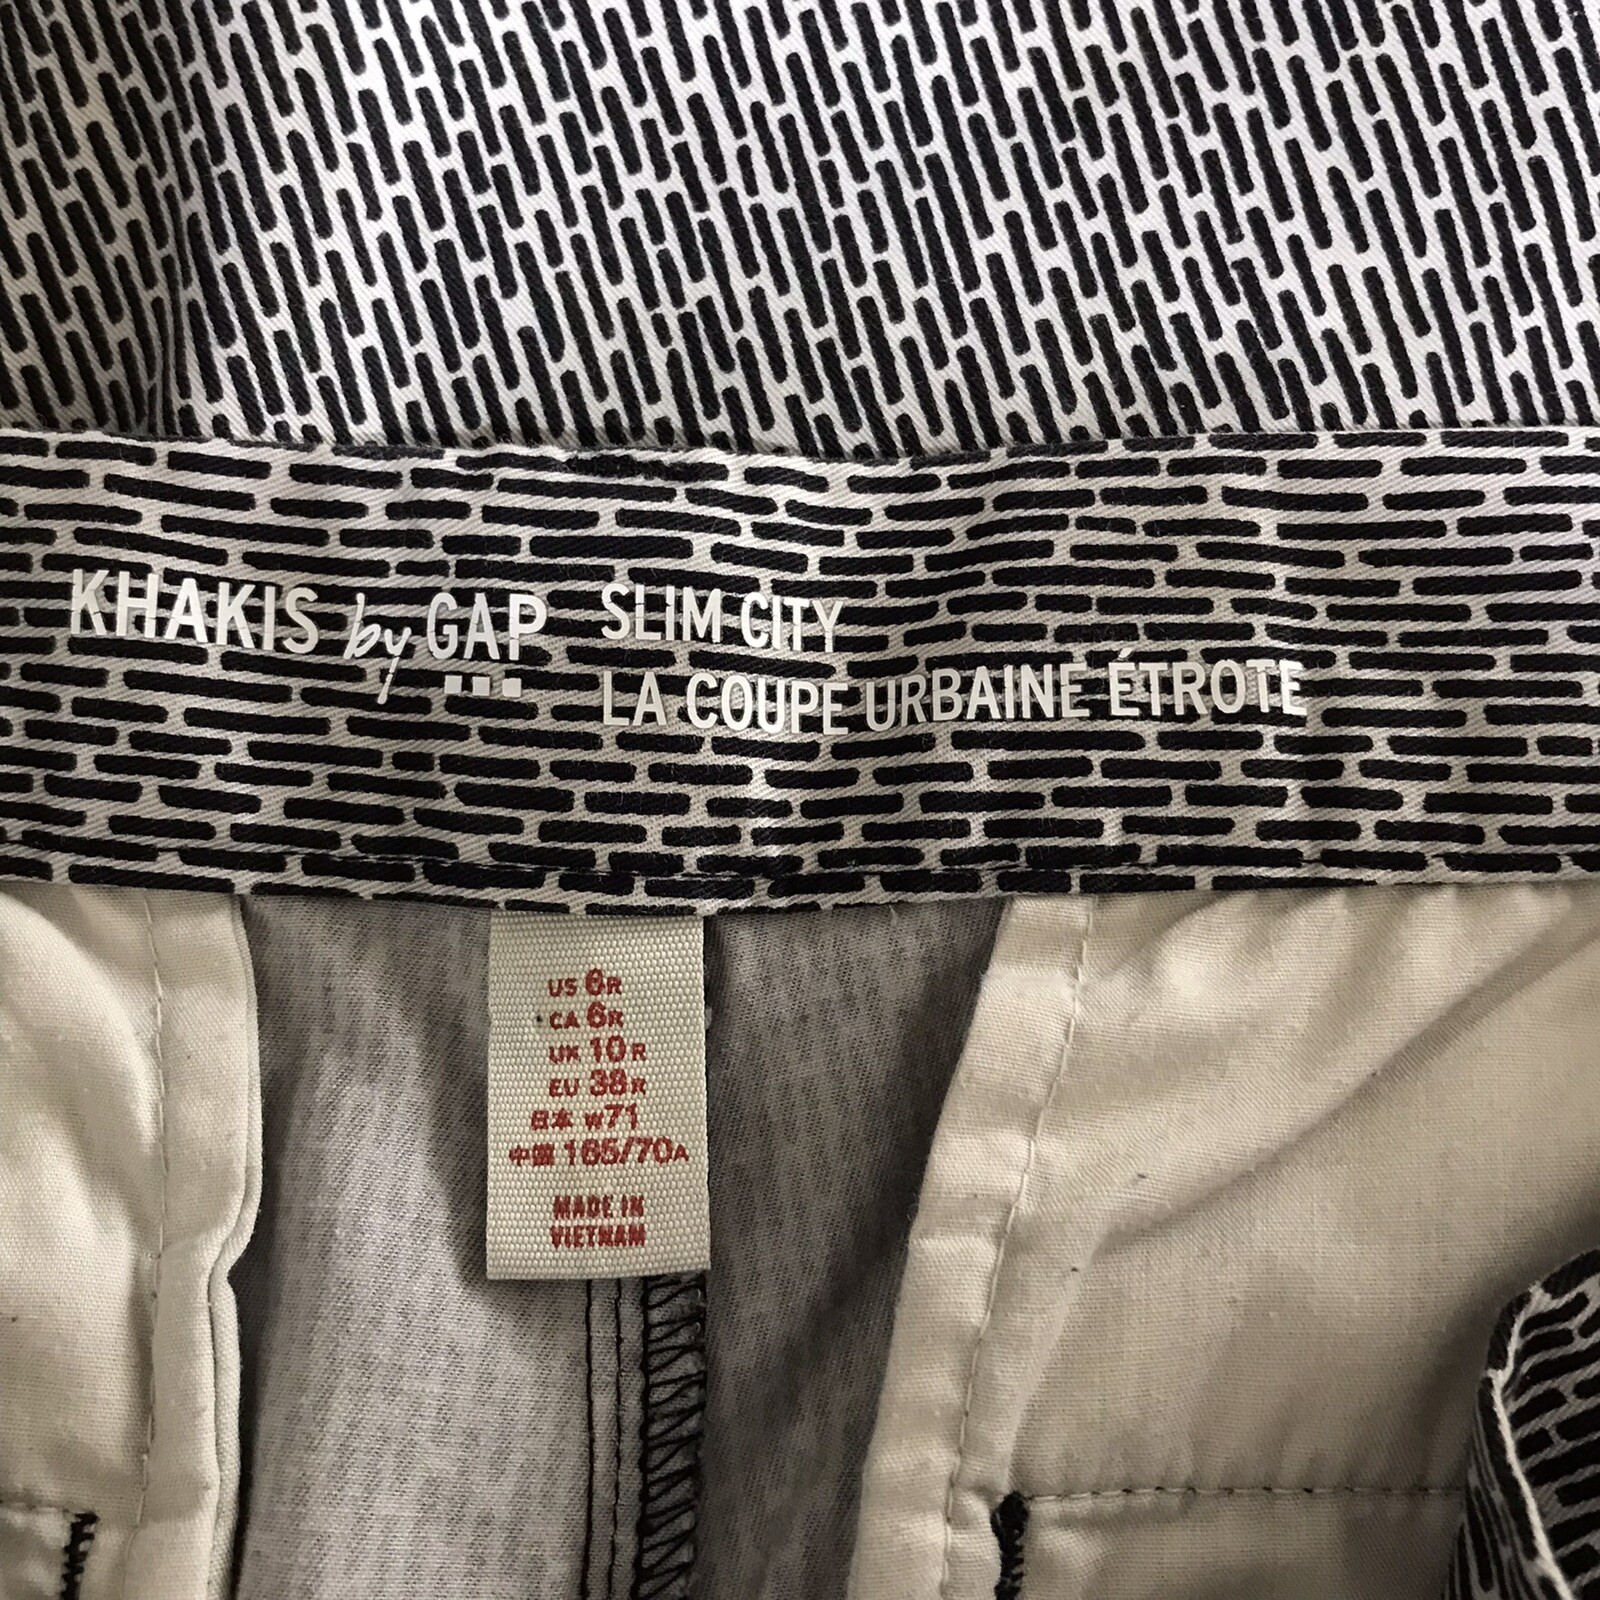 KHAKIS by GAP
SLIM CITY
LA COUPE URBAINE ÉTROTE
US 6R
CA 6R
UK 10R
EU 38R
日本 W71
中国 165/70A
MADE IN
VIETNAM